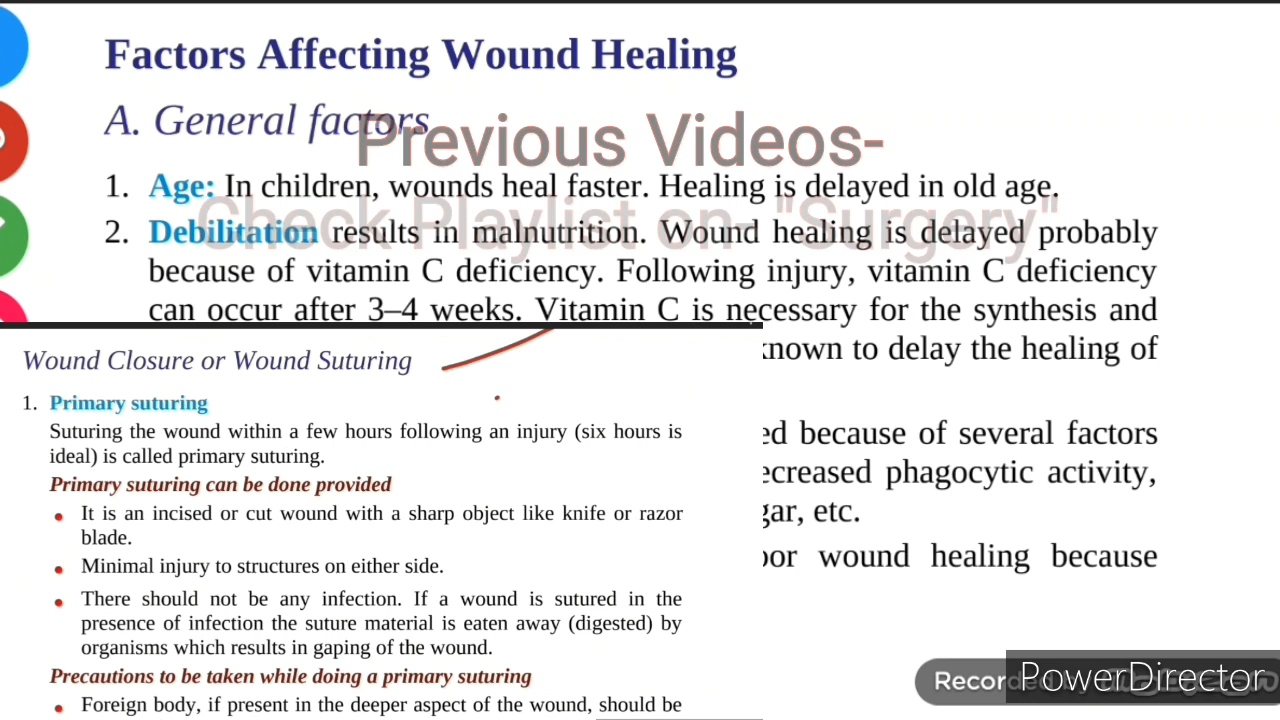 Factors Affecting Wound Healing
A. General factors
Previous Videos-
1. Age: In children, wounds heal faster. Healing is delayed in old age.
Check Playlist on- "Surgery"
2. Debilitation results in malnutrition. Wound healing is delayed probably
because of vitamin C deficiency. Following injury, vitamin C deficiency
can occur after 3–4 weeks. Vitamin C is necessary for the synthesis and
known to delay the healing of
because of several factors
phagocytic activity,
etc.
wound healing because
Wound Closure or Wound Suturing
1. Primary suturing
Suturing the wound within a few hours following an injury (six hours is
ideal) is called primary suturing.
Primary suturing can be done provided
• It is an incised or cut wound with a sharp object like knife or razor
blade.
• Minimal injury to structures on either side.
• There should not be any infection. If a wound is sutured in the
presence of infection the suture material is eaten away (digested) by
organisms which results in gaping of the wound.
Precautions to be taken while doing a primary suturing
• Foreign body, if present in the deeper aspect of the wound, should be
PowerDirector